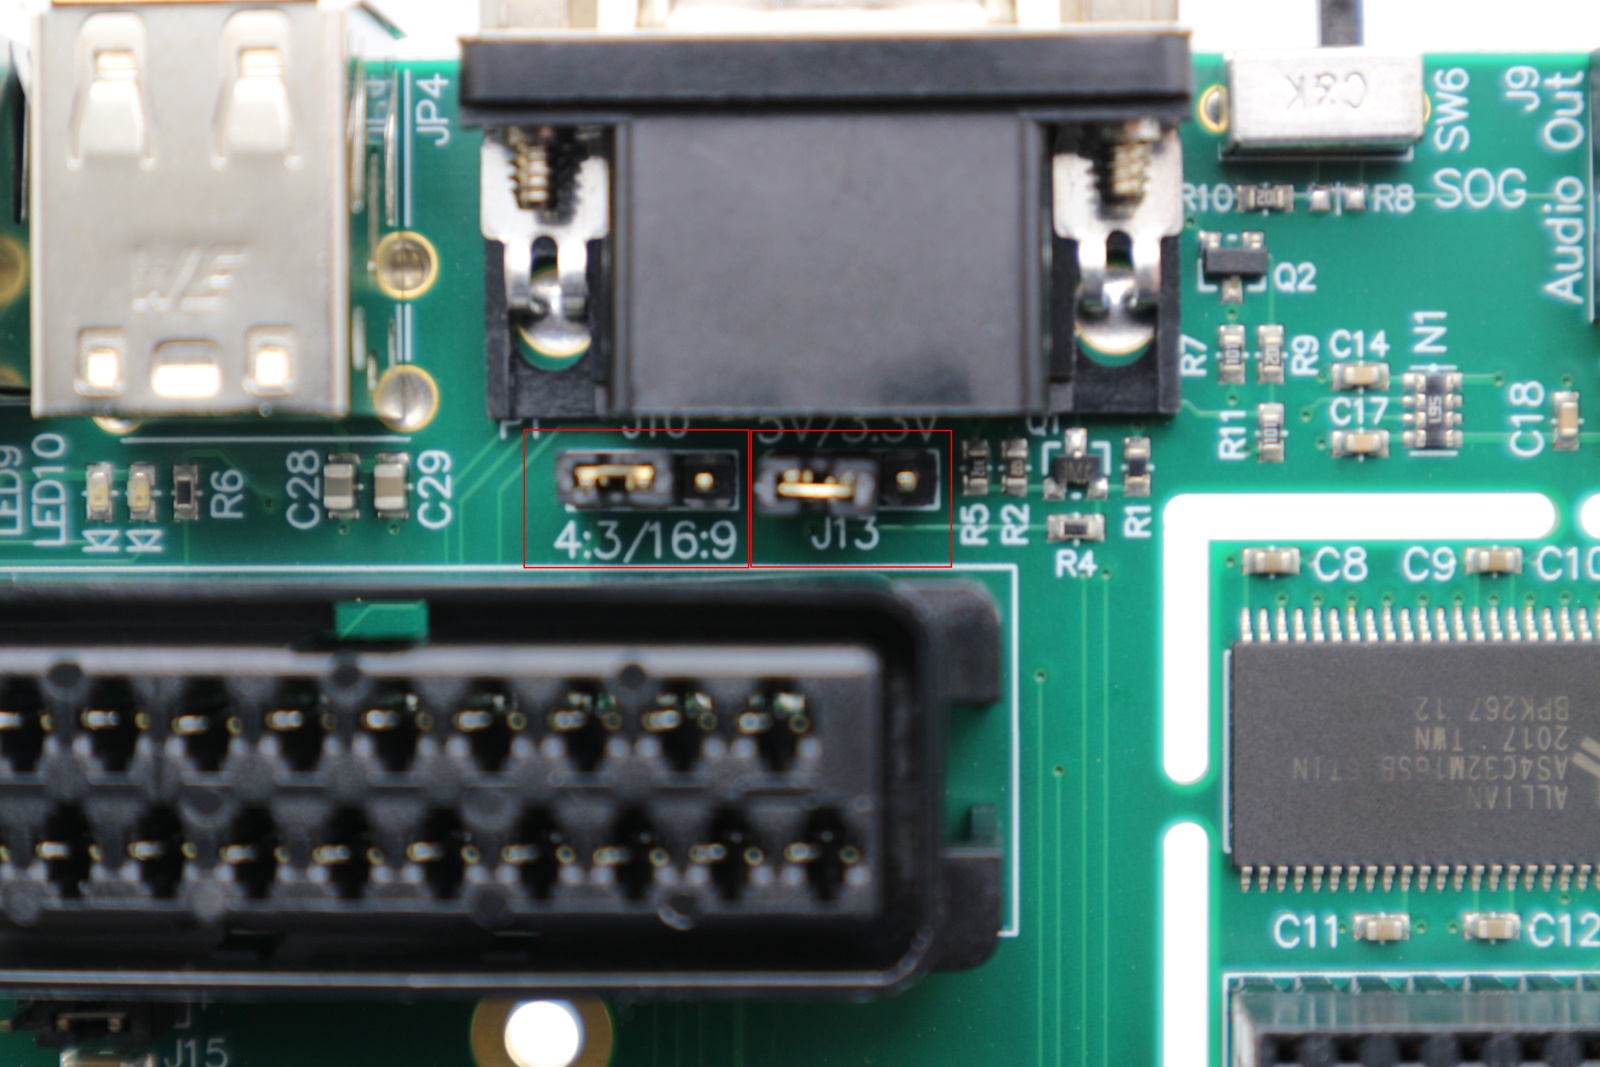 JP4
C&K
SW6
J9
Audio Out
R10
R8
SOG
WE
Q2
R7
R9
C14
N1
C17
R11
C18
P1
J10
5V/3.3V
Q1
LED9
LED10
R6
C28
C29
4:3/16:9
J13
R5
R2
R4
R1
C8
C9
C10
ALLIAN
AS4C32M16SB
2017 TWN
BPK267 12
C11
C12
J15